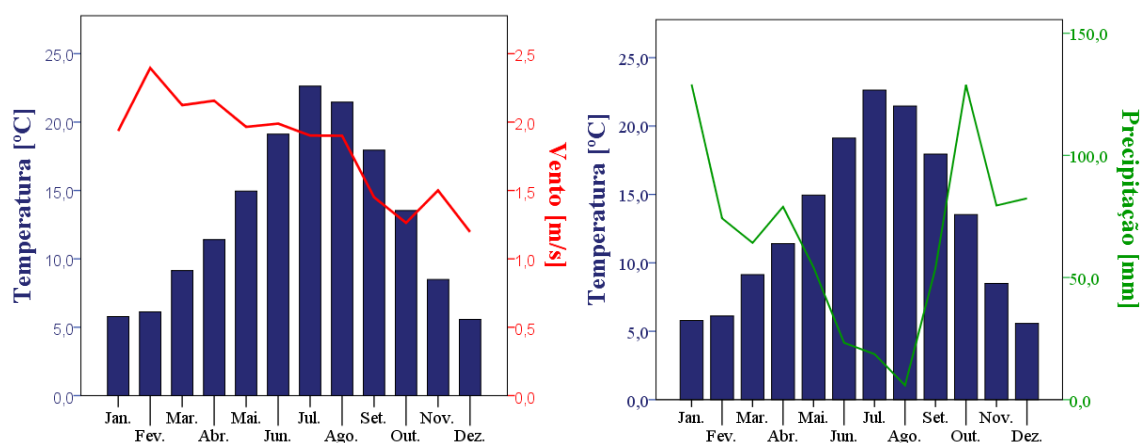 Temperatura [ºC]
25,0
20,0
15,0
10,0
5,0
0,0
2,5
2,0
1,5
1,0
0,5
0,0
Vento [m/s]
Jan. Mar. Mai. Jul. Set. Nov.
Fev. Abr. Jun. Ago. Out. Dez.
Temperatura [ºC]
25,0
20,0
15,0
10,0
5,0
0,0
150,0
100,0
50,0
0,0
Precipitação [mm]
Jan. Mar. Mai. Jul. Set. Nov.
Fev. Abr. Jun. Ago. Out. Dez.